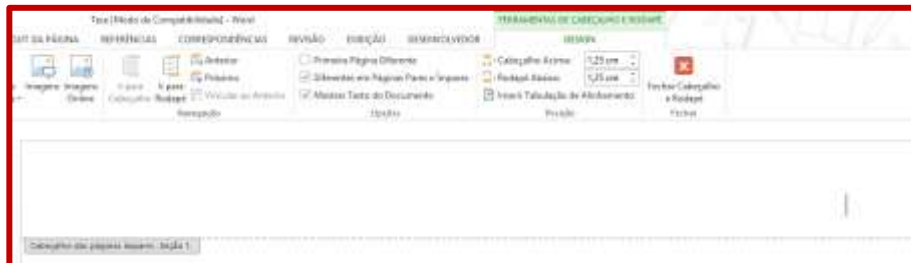 Tese [Modo de Compatibilidade] - Word
FERRAMENTAS DE CABEÇALHO E RODAPÉ
OUT DA PÁGINA REFERÊNCIAS CORRESPONDÊNCIAS REVISÃO EXIBIÇÃO DESENVOLVEDOR DESIGN
Imagens Imagens Online
Ir para Cabeçalho Ir para Rodapé
Anterior
Próximo
Vincular ao Anterior
Navegação
Primeira Página Diferente
Diferentes em Páginas Pares e Ímpares
Mostrar Texto do Documento
Opções
Cabeçalho Acima: 1,25 cm
Rodapé Abaixo: 1,25 cm
Inserir Tabulação de Alinhamento
Posição
Fechar Cabeçalho
e Rodapé
Fechar
Cabeçalho das páginas ímpares -Seção 1-